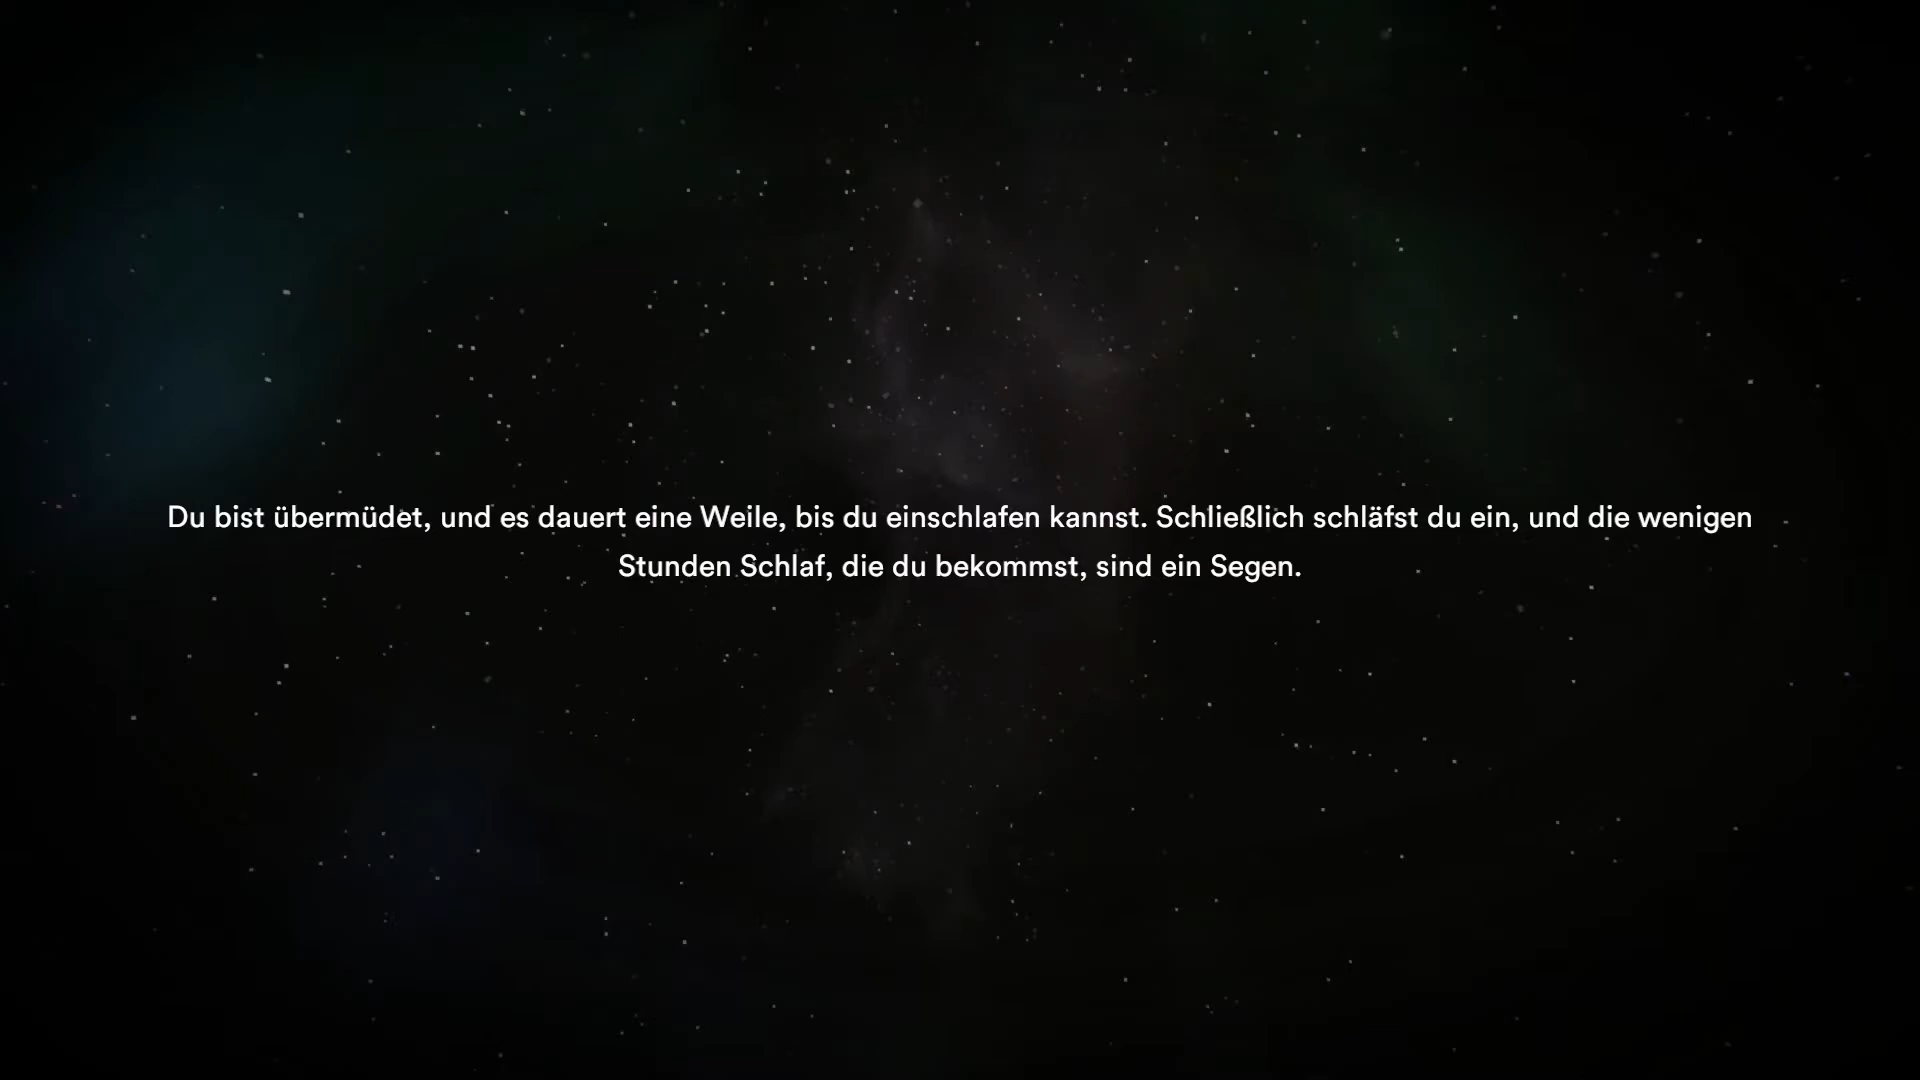 Du bist übermüdet, und es dauert eine Weile, bis du einschlafen kannst. Schließlich schläfst du ein, und die wenigen
Stunden Schlaf, die du bekommst, sind ein Segen.